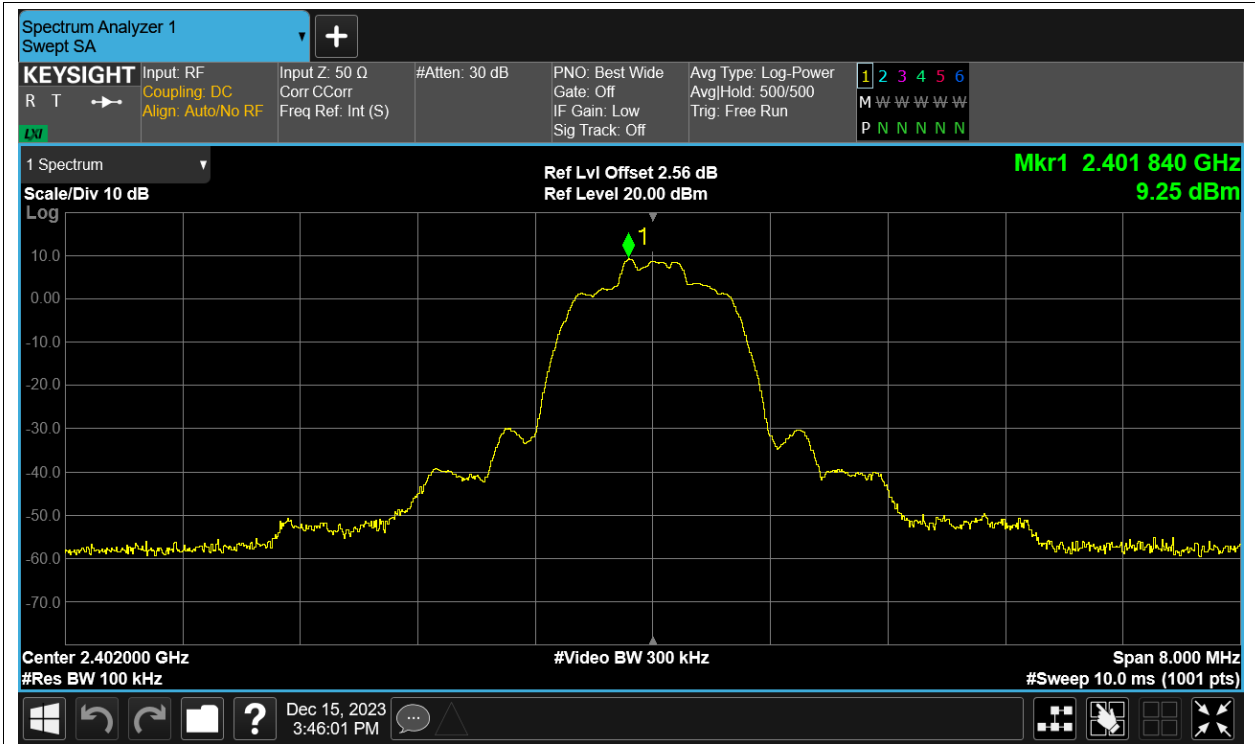 Spectrum Analyzer 1
Swept SA
KEYSIGHT
R T
LXI
Input: RF
Coupling: DC
Align: Auto/No RF
Input Z: 50 Ω
Corr CCorr
Freq Ref: Int (S)
#Atten: 30 dB
PNO: Best Wide
Gate: Off
IF Gain: Low
Sig Track: Off
Avg Type: Log-Power
Avg|Hold: 500/500
Trig: Free Run
1 2 3 4 5 6
M W W W W W
P N N N N N
1 Spectrum
Scale/Div 10 dB
Log
Ref Lvl Offset 2.56 dB
Ref Level 20.00 dBm
Mkr1 2.401 840 GHz
9.25 dBm
1
10.0
0.00
-10.0
-20.0
-30.0
-40.0
-50.0
-60.0
-70.0
Center 2.402000 GHz
#Res BW 100 kHz
#Video BW 300 kHz
Span 8.000 MHz
#Sweep 10.0 ms (1001 pts)
?
Dec 15, 2023
3:46:01 PM